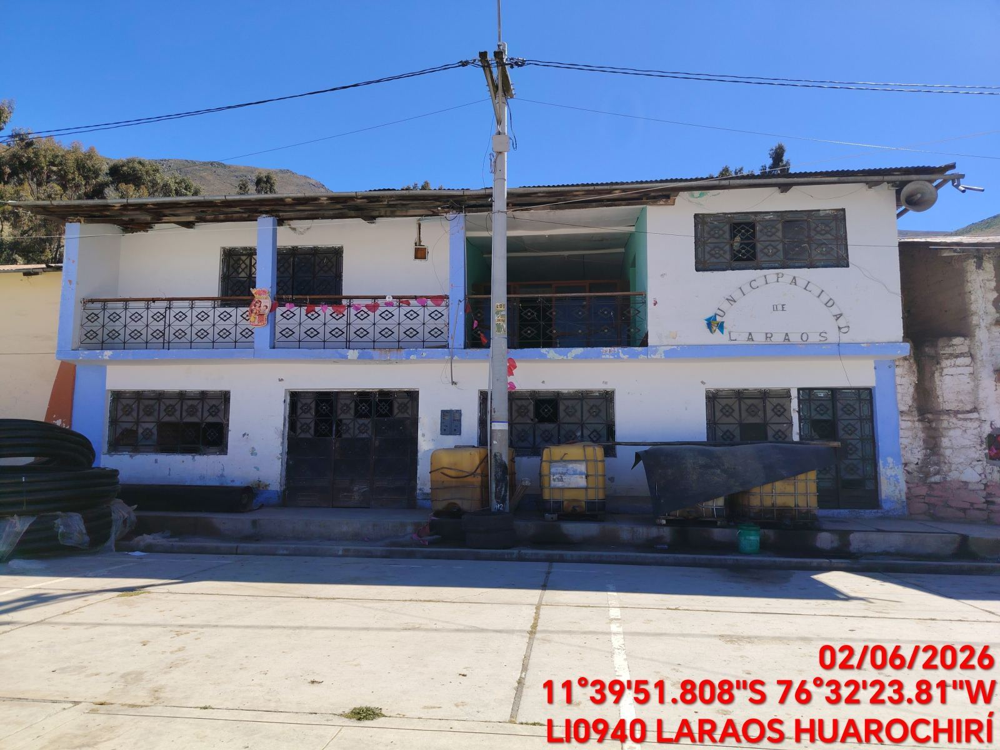 UNICIPALIDAD
DE
LARAOS
02/06/2026
11°39'51.808"S 76°32'23.81"W
LI0940 LARAOS HUAROCHIRÍ